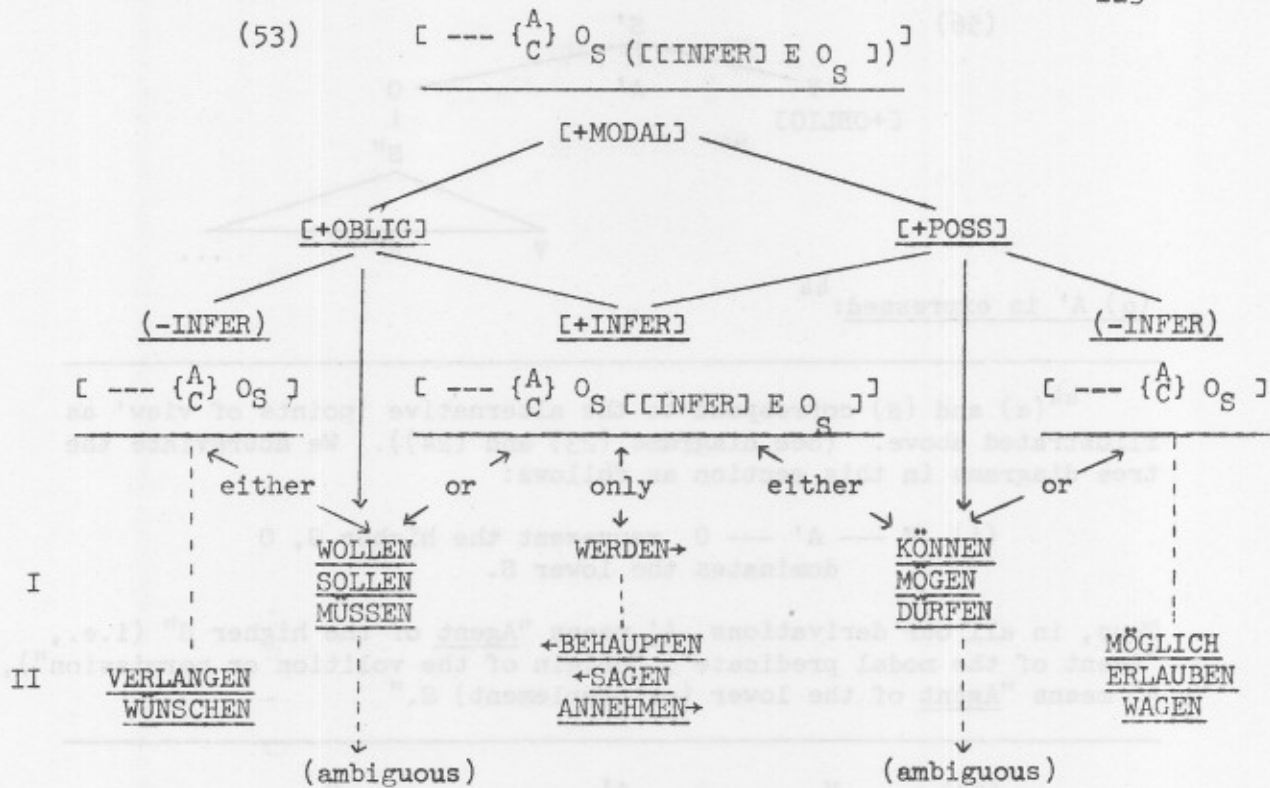 (53) [ --- {A C} O S ([[INFER] E O S ]) ]
[+MODAL]
[+OBLIG] [+POSS]
(-INFER) [+INFER] (-INFER)
[ --- {A C} O S ] [ --- {A C} O S [[INFER] E O S ] ] [ --- {A C} O S ]
either or only either or
WOLLEN WERDEN→ KÖNNEN
I SOLLEN MÖGEN
MÜSSEN DÜRFEN
←BEHAUPTEN MÖGLICH
II VERLANGEN ←SAGEN ERLAUBEN
WÜNSCHEN ANNEHMEN→ WAGEN
(ambiguous) (ambiguous)